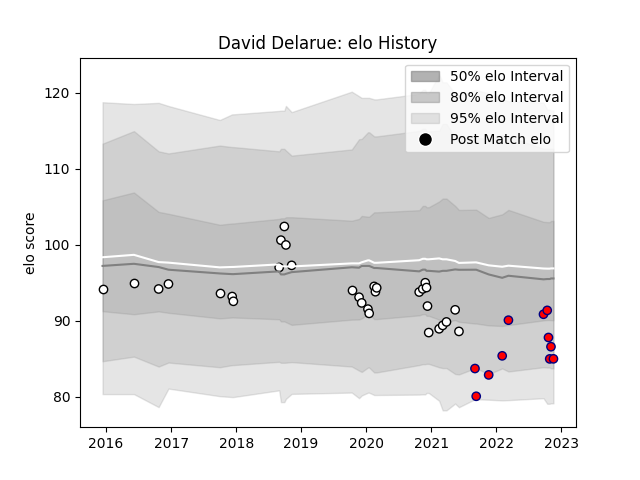 David Delarue: elo History
50% elo Interval
80% elo Interval
95% elo Interval
Post Match elo
elo score
120
110
100
90
80
2016 2017 2018 2019 2020 2021 2022 2023